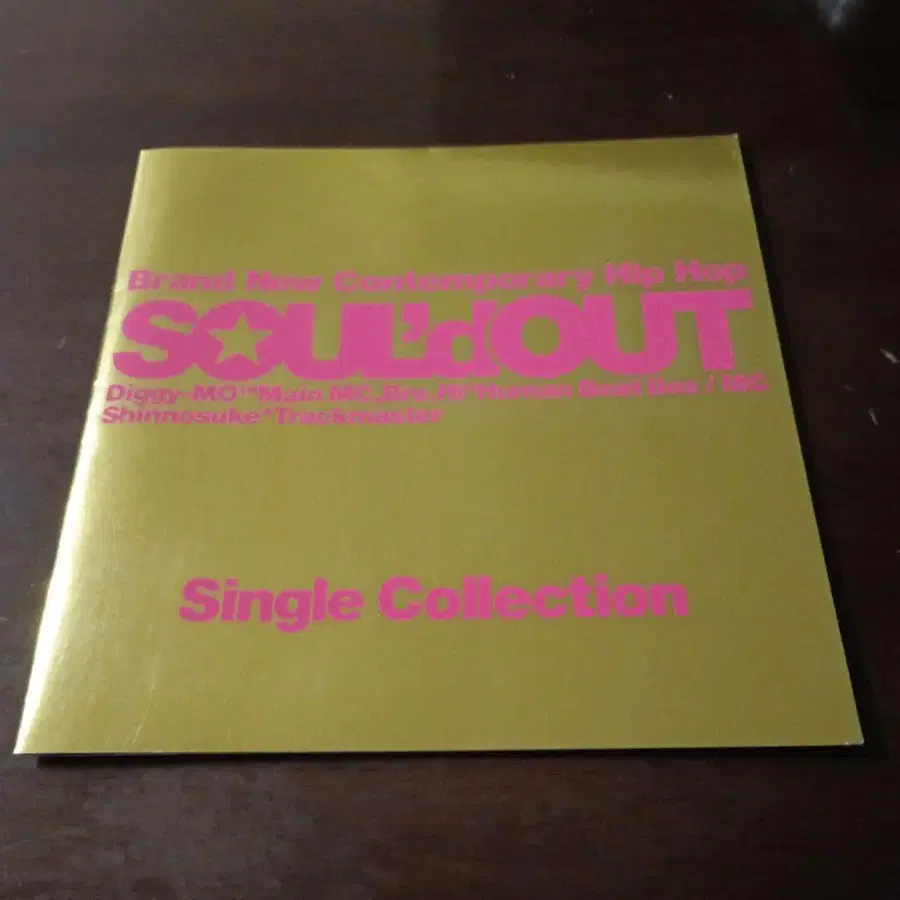 Brand New Contemporary Hip Hop
SOUL'dOUT
Diggy-MO'*Main MC, Bro.Hi*Human Beat Box / MC
Shinnosuke*Trackmaster
Single Collection